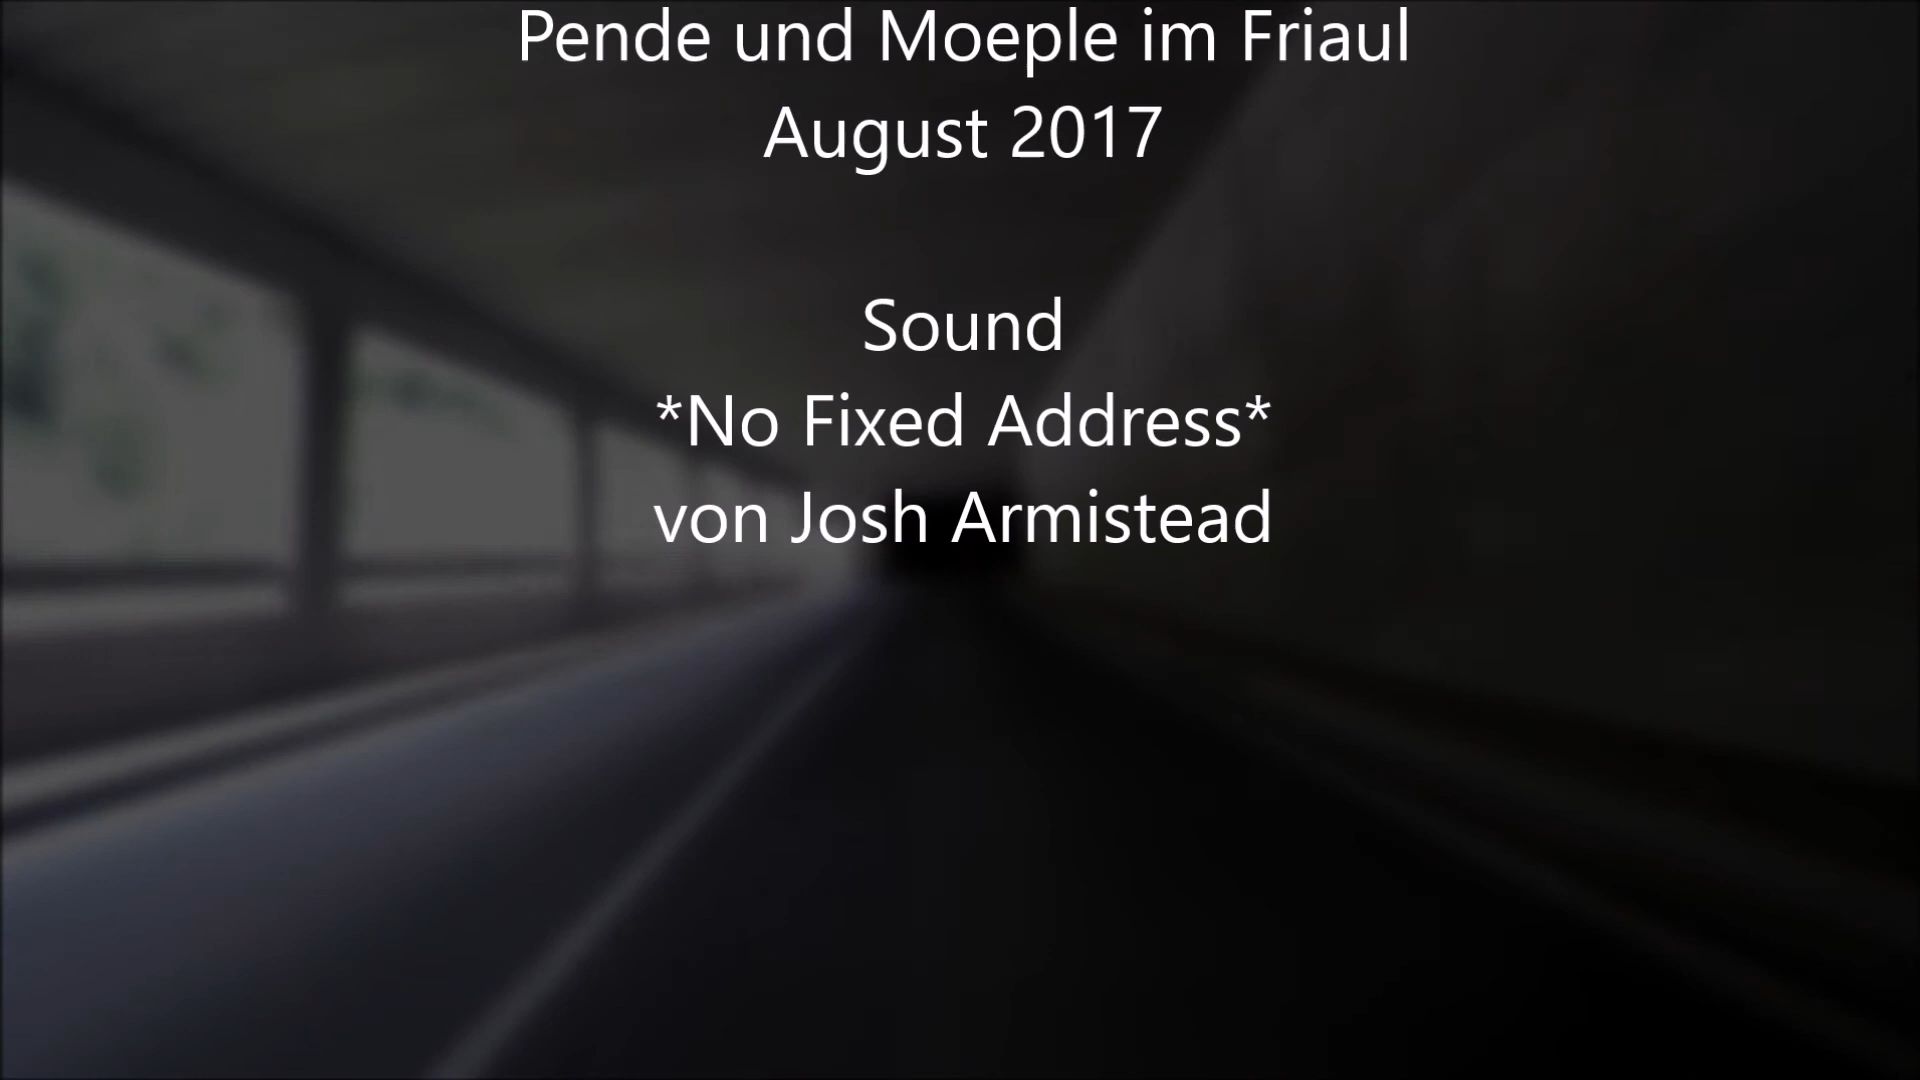 Pende und Moeple im Friaul
August 2017
Sound
*No Fixed Address*
von Josh Armistead